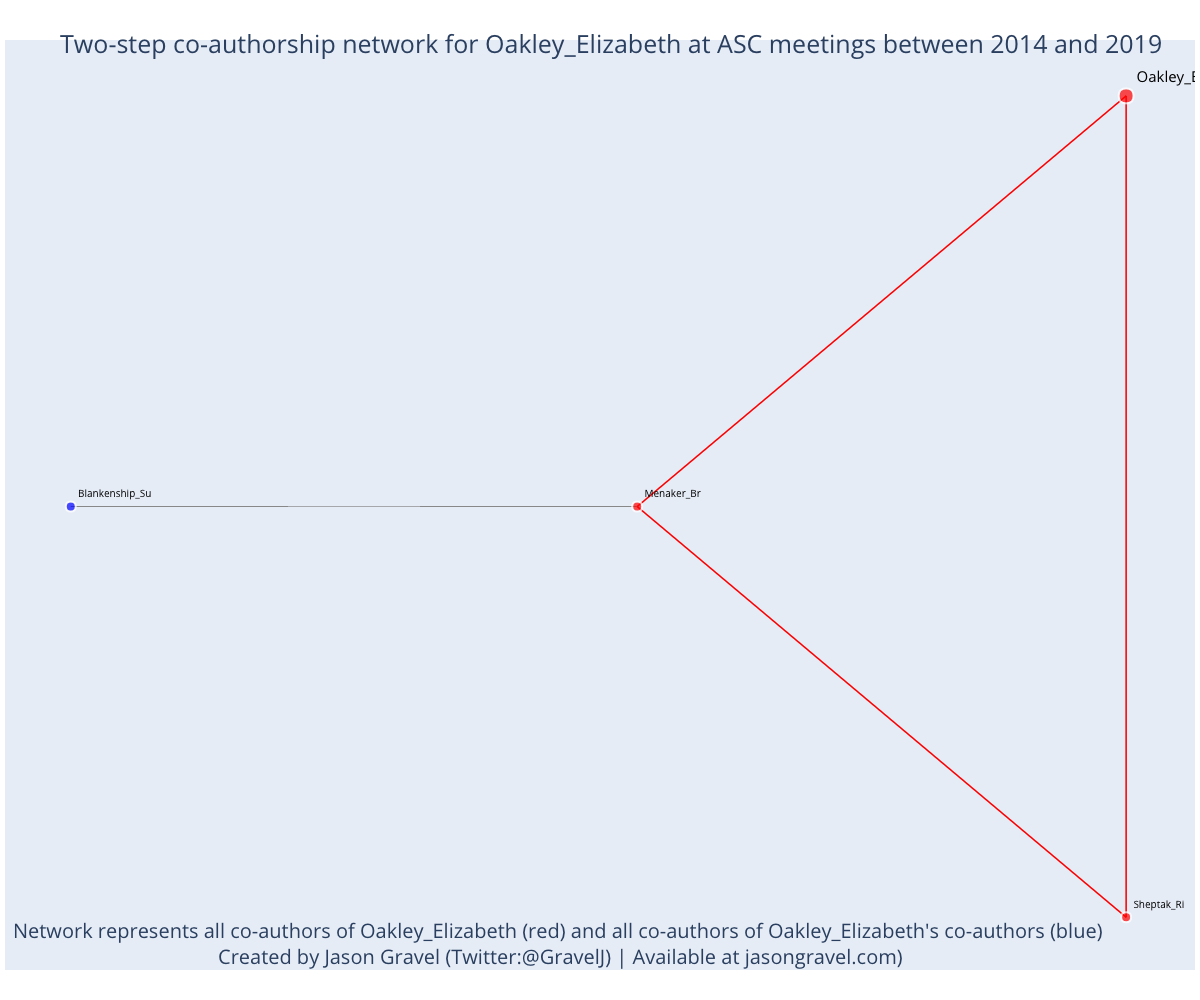 Two-step co-authorship network for Oakley_Elizabeth at ASC meetings between 2014 and 2019
Oakley_E
Blankenship_Su
Menaker_Br
Sheptak_Ri
Network represents all co-authors of Oakley_Elizabeth (red) and all co-authors of Oakley_Elizabeth's co-authors (blue)
Created by Jason Gravel (Twitter:@GravelJ) | Available at jasongravel.com)